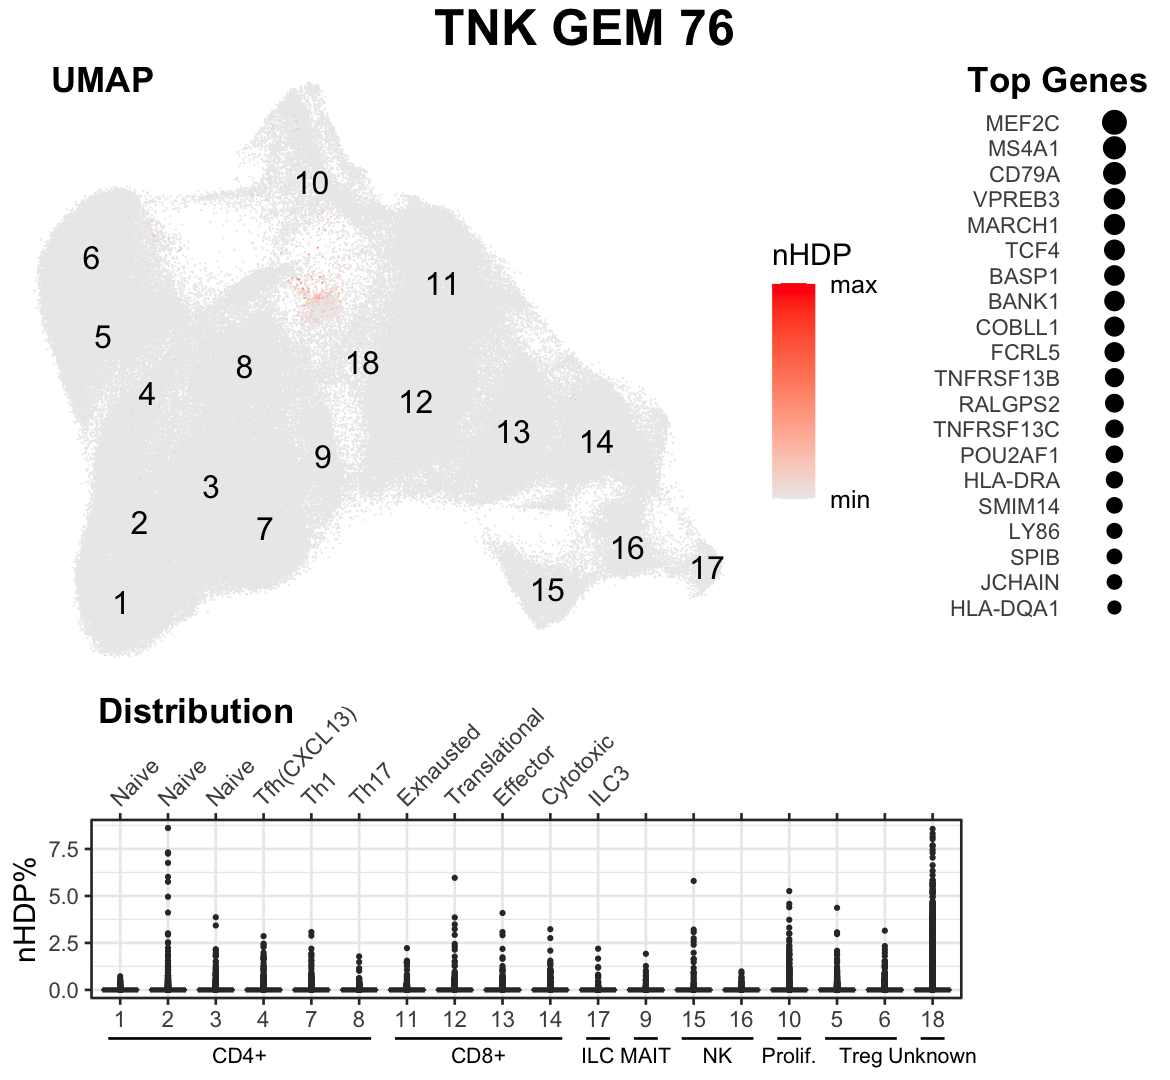 TNK GEM 76
UMAP
10
6
11
5
8
18
4
12
13
14
9
3
2
7
16
17
15
1
nHDP
max
min
Top Genes
MEF2C
MS4A1
CD79A
VPREB3
MARCH1
TCF4
BASP1
BANK1
COBLL1
FCRL5
TNFRSF13B
RALGPS2
TNFRSF13C
POU2AF1
HLA-DRA
SMIM14
LY86
SPIB
JCHAIN
HLA-DQA1
Distribution
Naive
Naive
Naive
Tfh(CXCL13)
Th1
Th17
Exhausted
Translational
Effector
Cytotoxic
ILC3
nHDP%
7.5
5.0
2.5
0.0
1 2 3 4 7 8 11 12 13 14 17 9 15 16 10 5 6 18
CD4+ CD8+ ILC MAIT NK Prolif. Treg Unknown